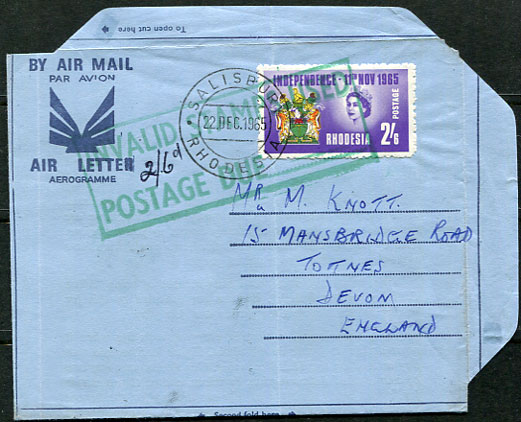 To open cut here
BY AIR MAIL
PAR AVION
AIR LETTER
AEROGRAMME
2/6d
INVALID STAMP USED
POSTAGE DUE
SALISBURY
22 DEC. 1965
RHODESIA
INDEPENDENCE · 11th NOV 1965
POSTAGE
RHODESIA 2/6
Mr M. KNOTT.
15 MANSBRIDGE ROAD
TOTNES
DEVON
ENGLAND
Second fold here